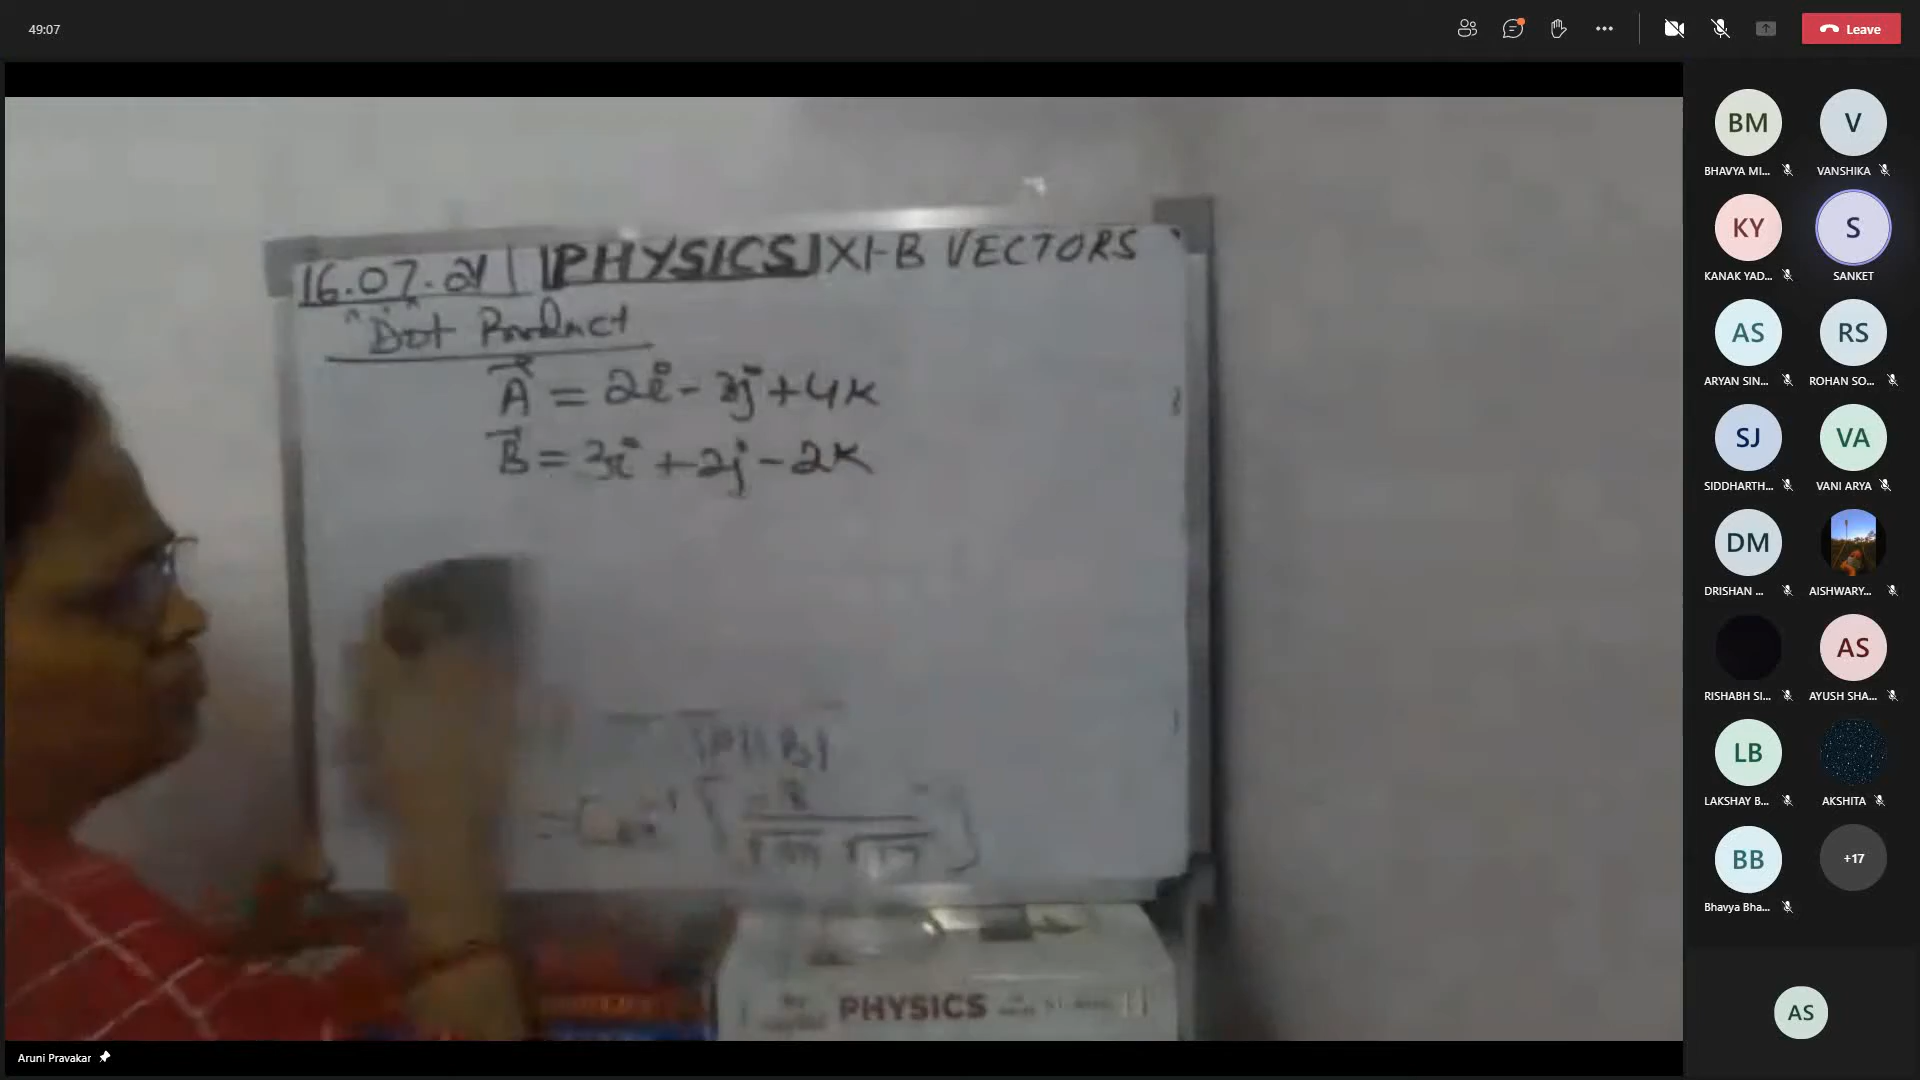 49:07
Leave
16.07.21 PHYSICS XI-B VECTORS
"Dot Product
A = 2i - 3j + 4k
B = 3i + 2j - 2k
|B|
PHYSICS
Aruni Pravakar
BM
BHAVYA MI...
V
VANSHIKA
KY
KANAK YAD...
S
SANKET
AS
ARYAN SIN...
RS
ROHAN SO...
SJ
SIDDHARTH...
VA
VANI ARYA
DM
DRISHAN ...
AISHWARY...
RISHABH SI...
AS
AYUSH SHA...
LB
LAKSHAY B...
AKSHITA
BB
Bhavya Bha...
+17
AS